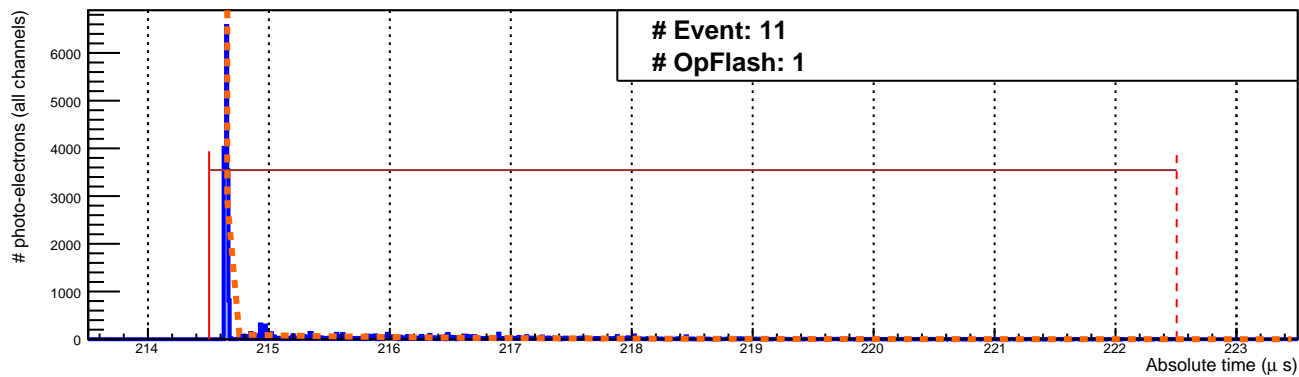 # Event: 11
# OpFlash: 1
# photo-electrons (all channels)
6000
5000
4000
3000
2000
1000
0
214 215 216 217 218 219 220 221 222 223
Absolute time (μ s)